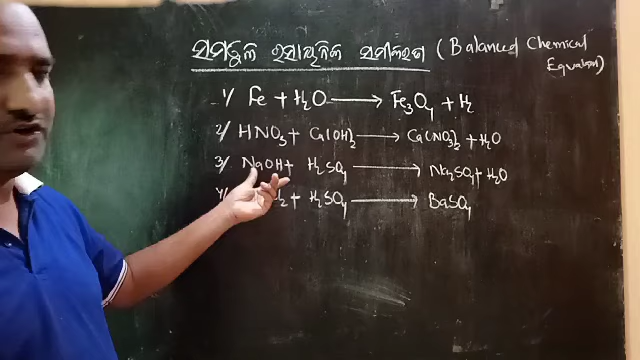 ସମତୁଲ ରସାୟନିକ ସମୀକରଣ (Balanced Chemical Equation)
1/ Fe + H₂O ⟶ Fe₃O₄ + H₂
2/ HNO₃ + Ca(OH)₂ ⟶ Ca(NO₃)₂ + H₂O
3/ NaOH + H₂SO₄ ⟶ Na₂SO₄ + H₂O
4/ + H₂SO₄ ⟶ BaSO₄